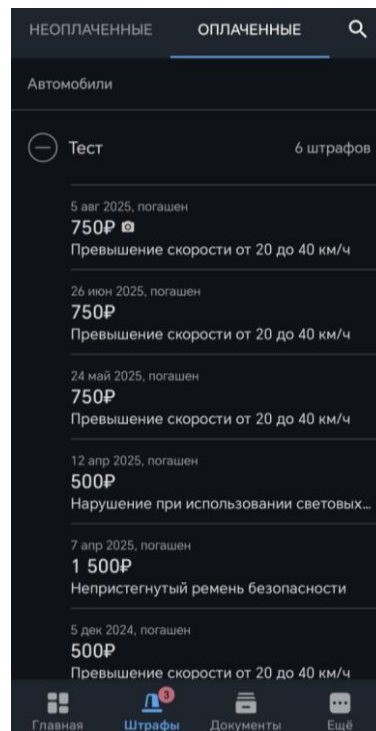 НЕОПЛАЧЕННЫЕ ОПЛАЧЕННЫЕ
Автомобили
Тест 6 штрафов
5 авг 2025, погашен
750₽
Превышение скорости от 20 до 40 км/ч
26 июн 2025, погашен
750₽
Превышение скорости от 20 до 40 км/ч
24 май 2025, погашен
750₽
Превышение скорости от 20 до 40 км/ч
12 апр 2025, погашен
500₽
Нарушение при использовании световых...
7 апр 2025, погашен
1 500₽
Непристегнутый ремень безопасности
5 дек 2024, погашен
500₽
Превышение скорости от 20 до 40 км/ч
3
Главная Штрафы Документы Ещё